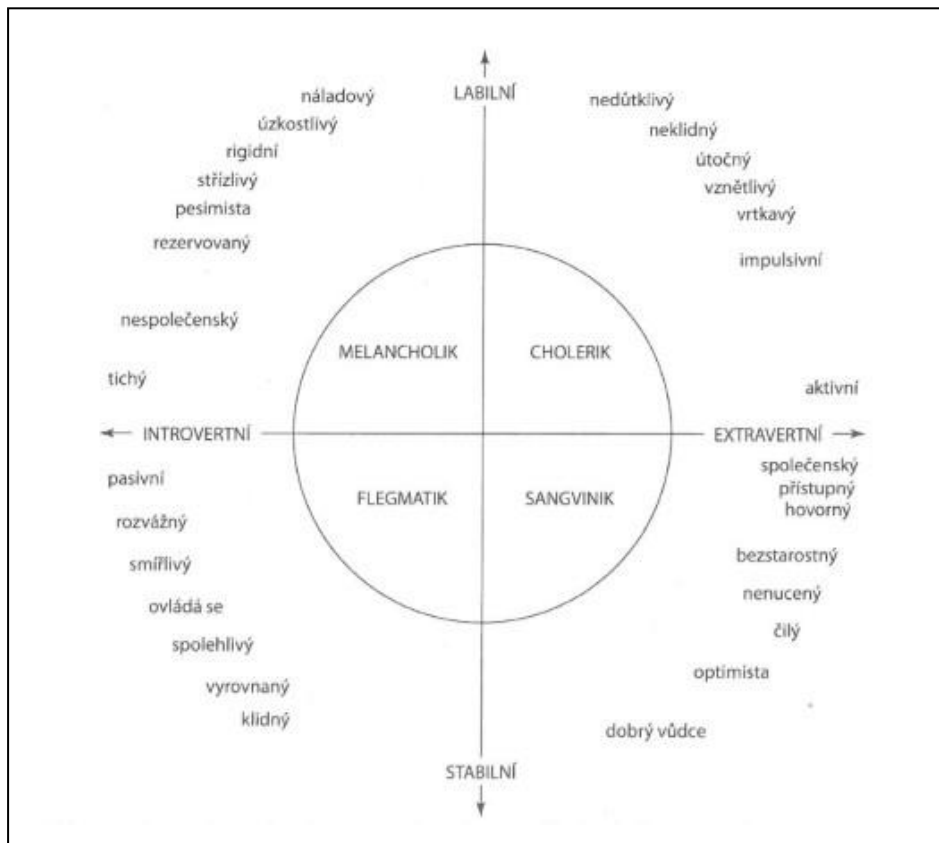 LABILNÍ
náladový
úzkostlivý
rigidní
střízlivý
pesimista
rezervovaný
nespolečenský
tichý
nedůtklivý
neklidný
útočný
vznětlivý
vrtkavý
impulsivní
aktivní
MELANCHOLIK
CHOLERIK
INTROVERTNÍ
EXTRAVERTNÍ
FLEGMATIK
SANGVINIK
pasivní
rozvážný
smířlivý
ovládá se
spolehlivý
vyrovnaný
klidný
společenský
přístupný
hovorný
bezstarostný
nenucený
čilý
optimista
dobrý vůdce
STABILNÍ